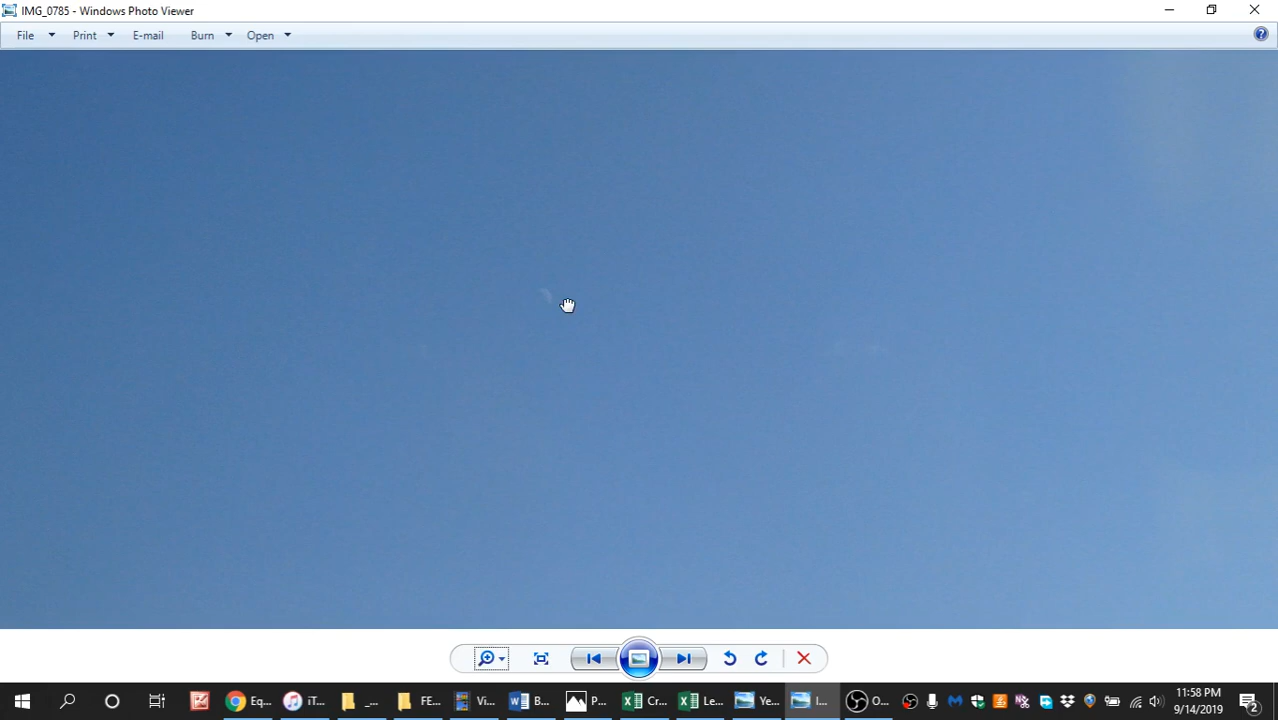 IMG_0785 - Windows Photo Viewer
File Print E-mail Burn Open
Eq...
iT...
_...
FE...
Vi...
B...
P...
Cr...
Le...
Ye...
I...
O...
11:58 PM
9/14/2019
2